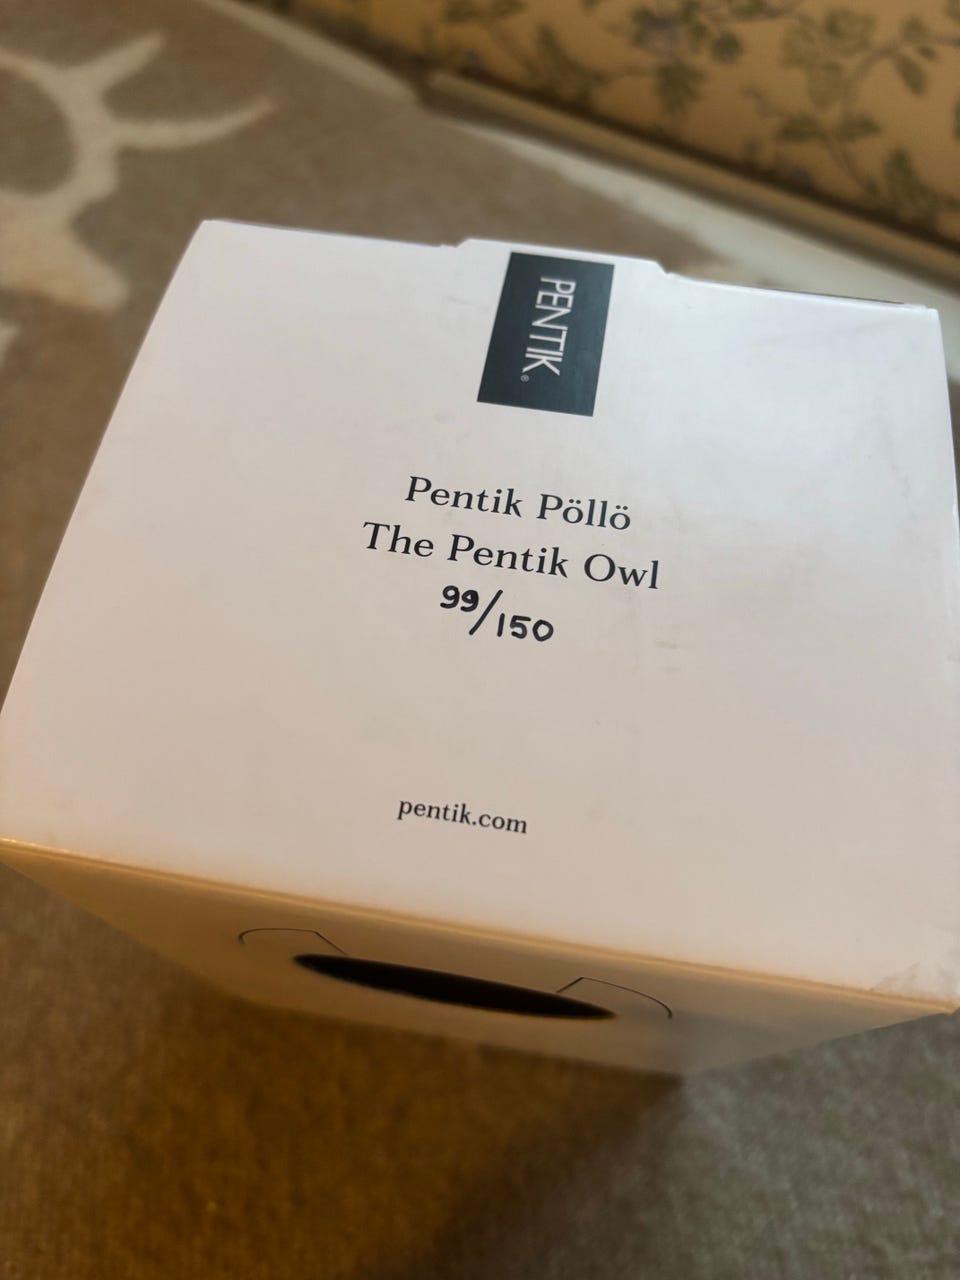 PENTIK®
Pentik Pöllö
The Pentik Owl
99/150
pentik.com